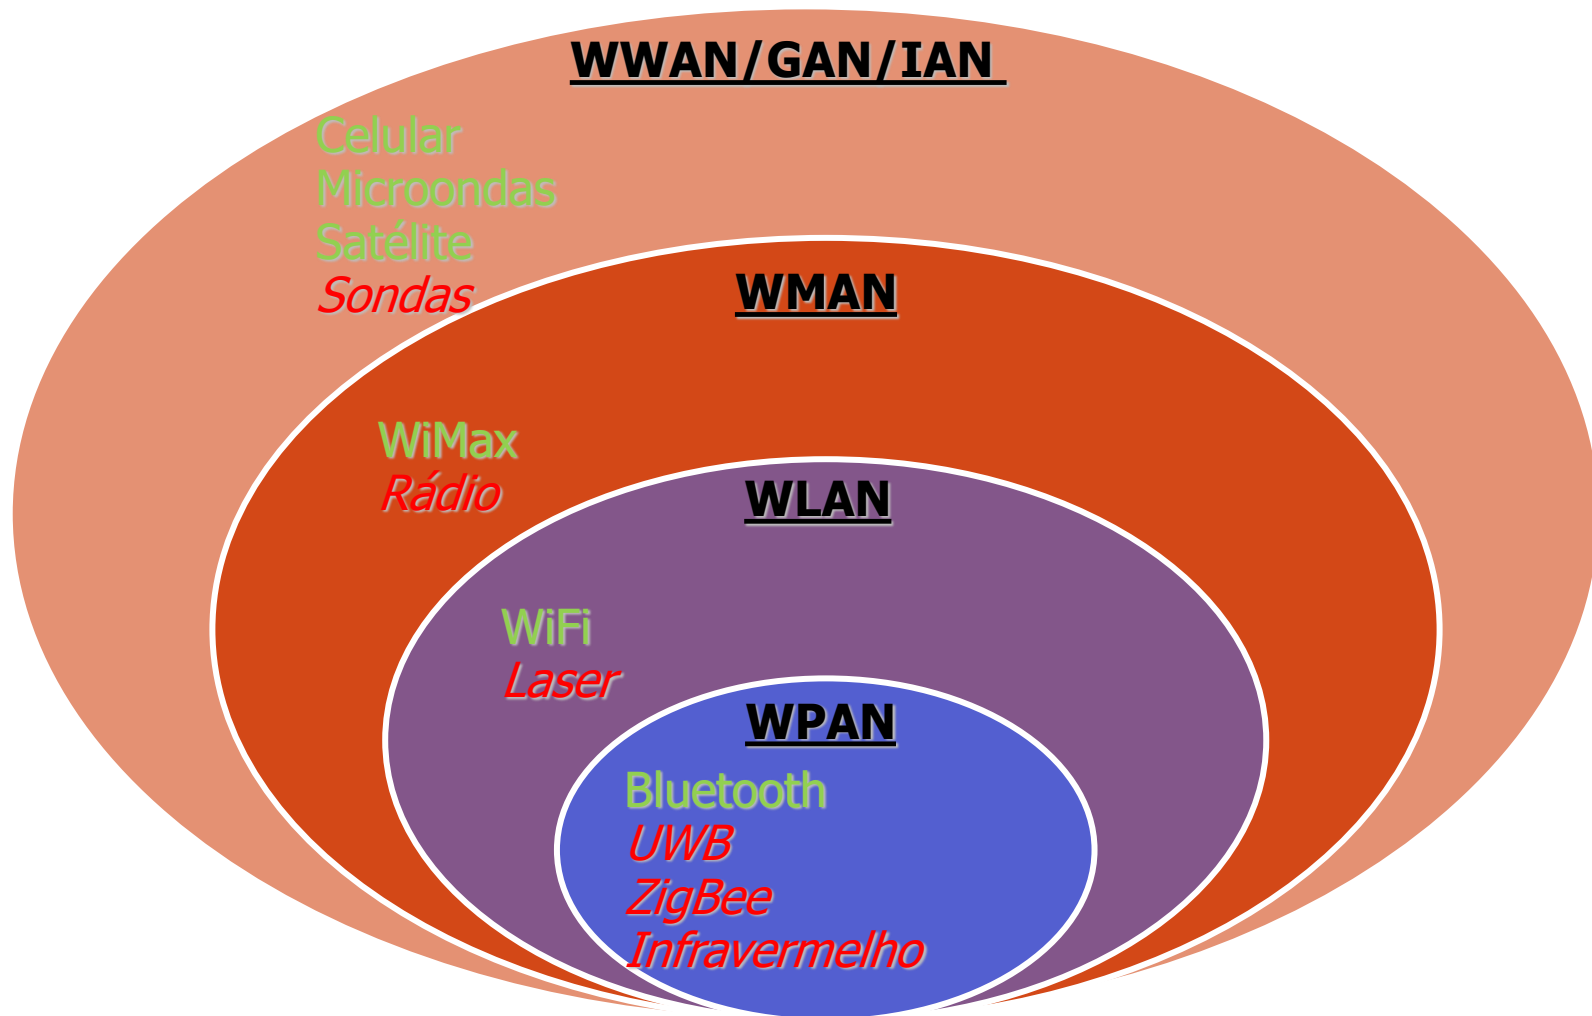 WWAN/GAN/IAN
Celular
Microondas
Satélite
Sondas
WMAN
WiMax
Rádio
WLAN
WiFi
Laser
WPAN
Bluetooth
UWB
ZigBee
Infravermelho